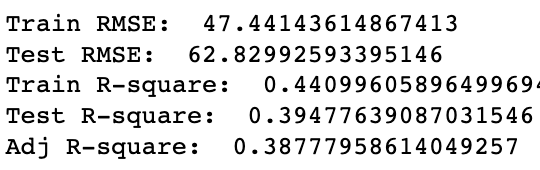 Train RMSE:  47.44143614867413
Test RMSE:  62.82992593395146
Train R-square:  0.44099605896499694
Test R-square:  0.39477639087031546
Adj R-square:  0.38777958614049257